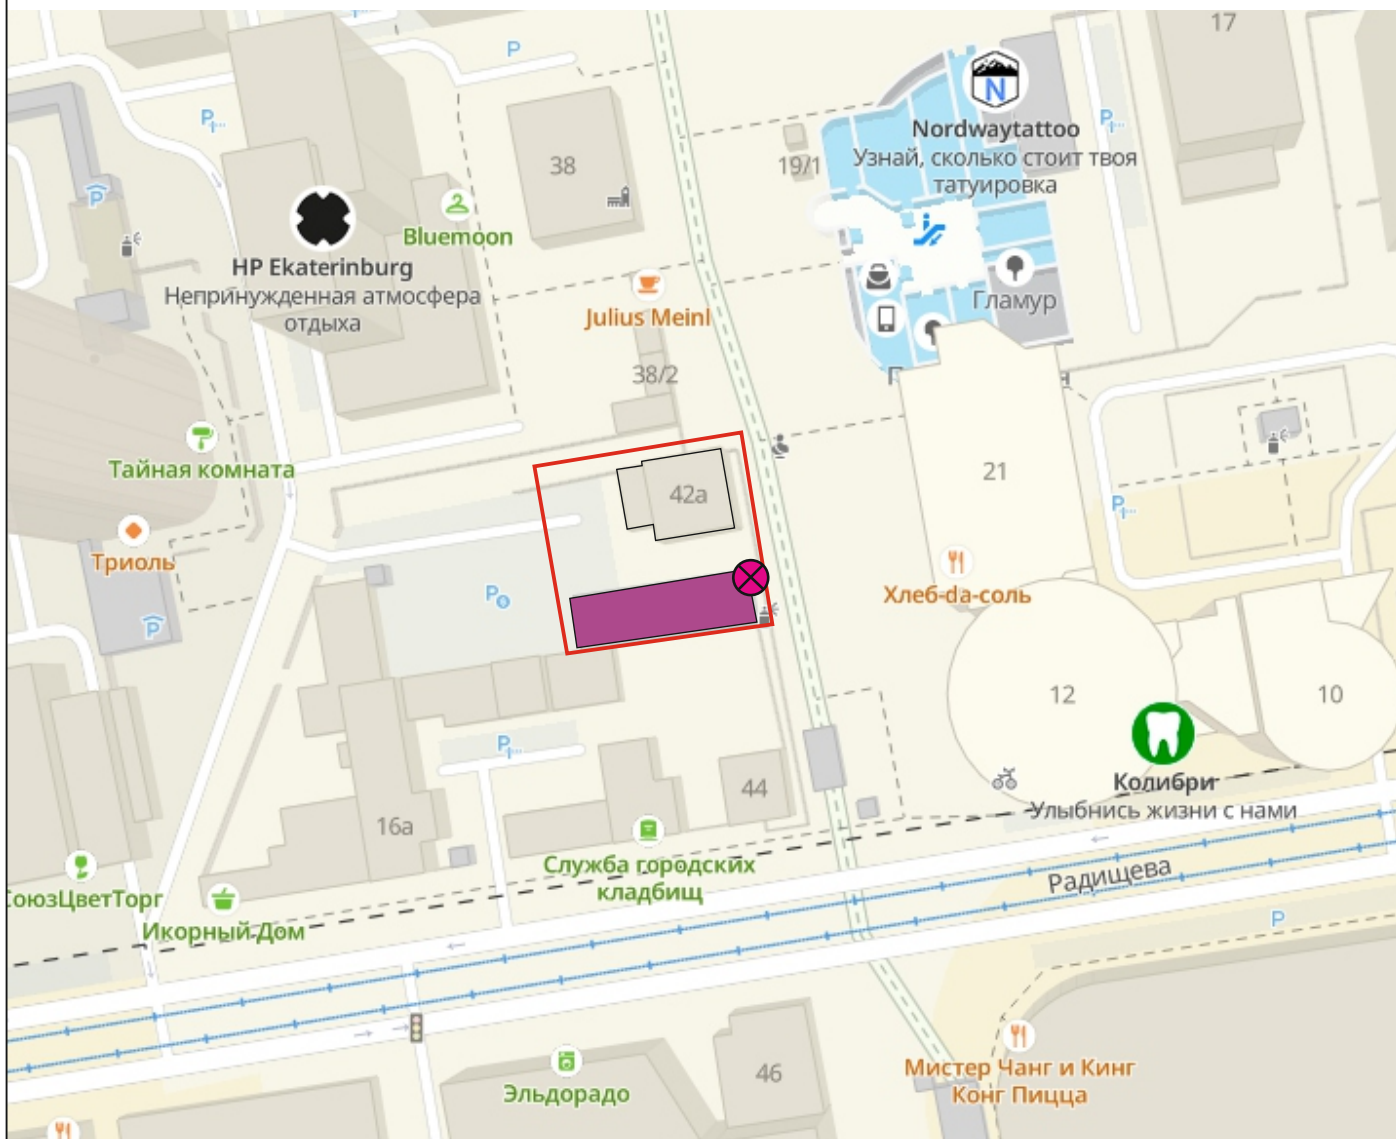 17
P
P
Nordwaytattoo
Узнай, сколько стоит твоя
татуировка
P
38
19/1
P
Bluemoon
HP Ekaterinburg
Непринужденная атмосфера
отдыха
Гламур
Julius Meinl
38/2
Тайная комната
21
42а
P
Триоль
Хлеб-da-соль
P
P
12
10
P
Колибри
Улыбнись жизни с нами
44
16а
Служба городских
кладбищ
Радищева
СоюзЦветТорг
Икорный Дом
P
Мистер Чанг и Кинг
Конг Пицца
46
Эльдорадо